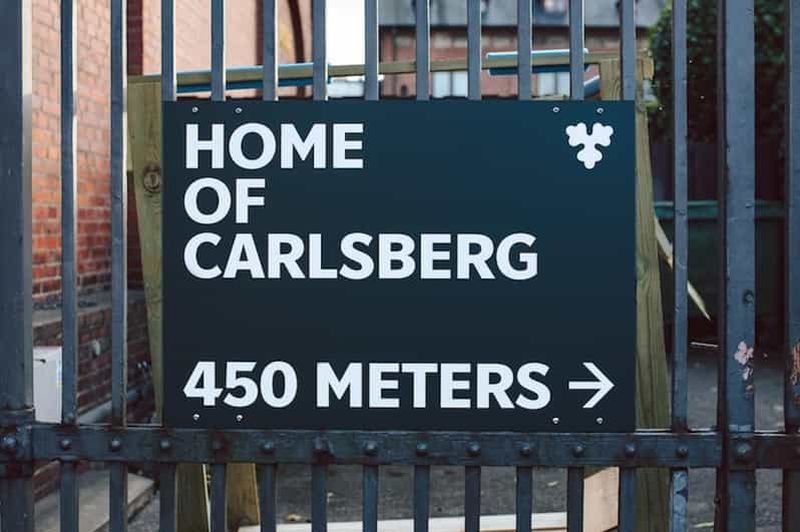 HOME
OF
CARLSBERG
450 METERS →